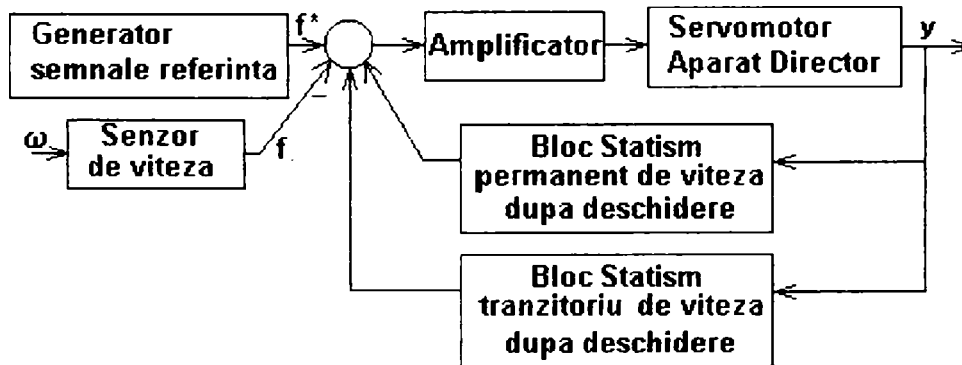 Generator
semnale referinta
f*
Amplificator
Servomotor
Aparat Director
y
ω
Senzor
de viteza
f
−
Bloc Statism
permanent de viteza
dupa deschidere
Bloc Statism
tranzitoriu de viteza
dupa deschidere